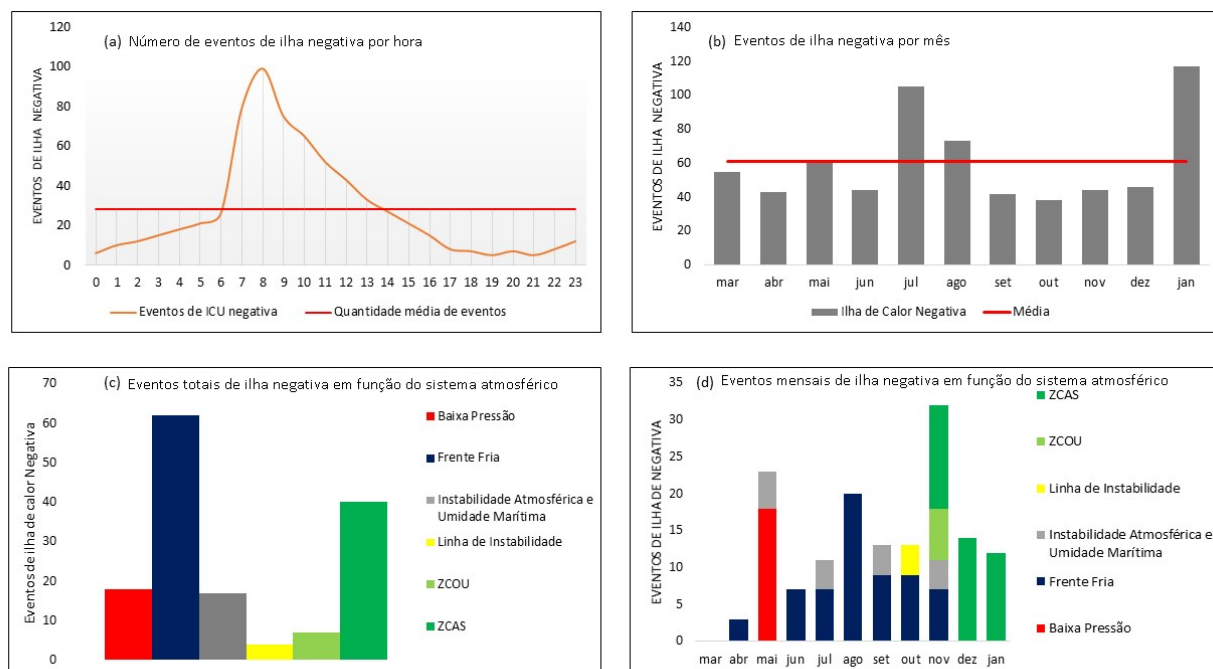 (a) Número de eventos de ilha negativa por hora
EVENTOS DE ILHA NEGATIVA
120
100
80
60
40
20
0
0 1 2 3 4 5 6 7 8 9 10 11 12 13 14 15 16 17 18 19 20 21 22 23
Eventos de ICU negativa
Quantidade média de eventos
(b) Eventos de ilha negativa por mês
EVENTOS DE ILHA NEGATIVA
140
120
100
80
60
40
20
0
mar abr mai jun jul ago set out nov dez jan
Ilha de Calor Negativa
Média
(c) Eventos totais de ilha negativa em função do sistema atmosférico
Eventos de ilha de calor Negativa
70
60
50
40
30
20
10
0
Baixa Pressão
Frente Fria
Instabilidade Atmosférica e
Umidade Marítima
Linha de Instabilidade
ZCOU
ZCAS
(d) Eventos mensais de ilha negativa em função do sistema atmosférico
EVENTOS DE ILHA DE NEGATIVA
35
30
25
20
15
10
5
0
mar abr mai jun jul ago set out nov dez jan
ZCAS
ZCOU
Linha de Instabilidade
Instabilidade Atmosférica e
Umidade Marítima
Frente Fria
Baixa Pressão